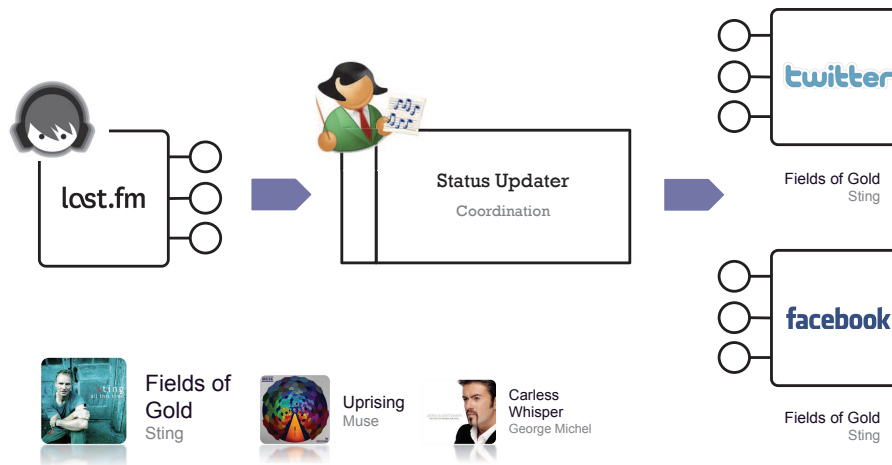 twitter
last.fm
Status Updater
Coordination
Fields of Gold
Sting
facebook
Fields of
Gold
Sting
Uprising
Muse
Carless
Whisper
George Michel
Fields of Gold
Sting